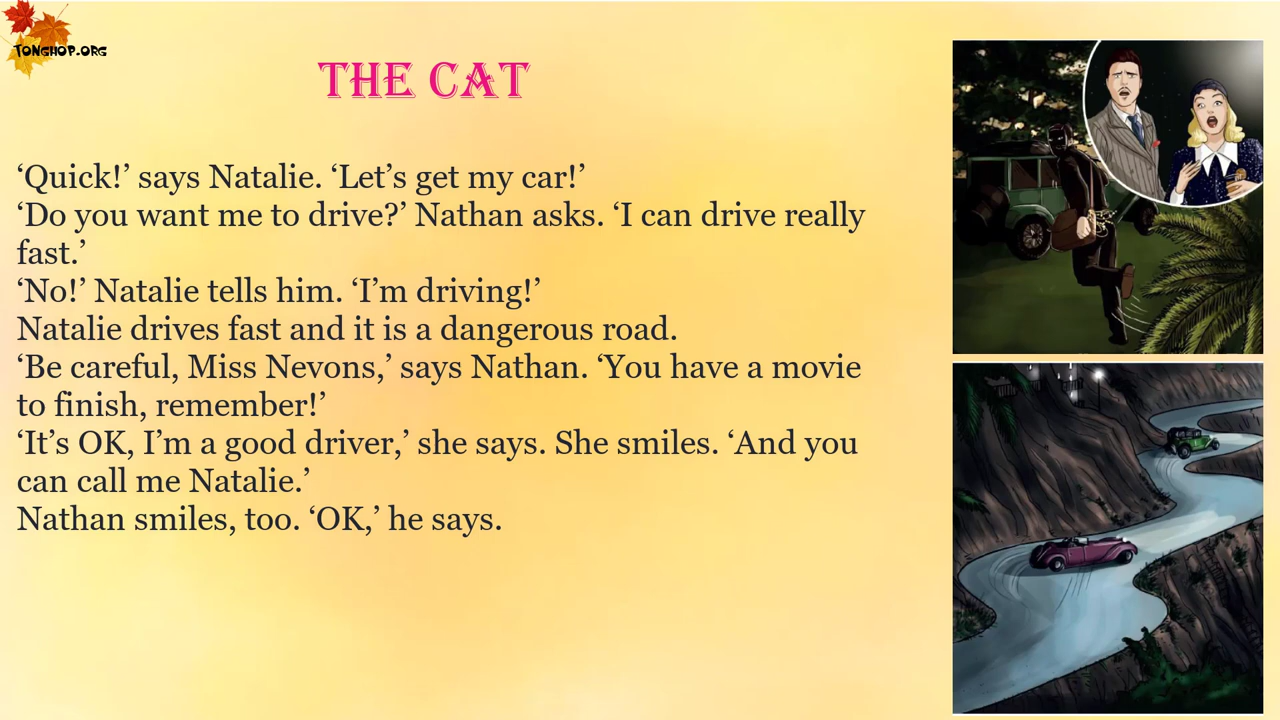 TONGHOP.ORG
THE CAT
‘Quick!’ says Natalie. ‘Let’s get my car!’
‘Do you want me to drive?’ Nathan asks. ‘I can drive really
fast.’
‘No!’ Natalie tells him. ‘I’m driving!’
Natalie drives fast and it is a dangerous road.
‘Be careful, Miss Nevons,’ says Nathan. ‘You have a movie
to finish, remember!’
‘It’s OK, I’m a good driver,’ she says. She smiles. ‘And you
can call me Natalie.’
Nathan smiles, too. ‘OK,’ he says.